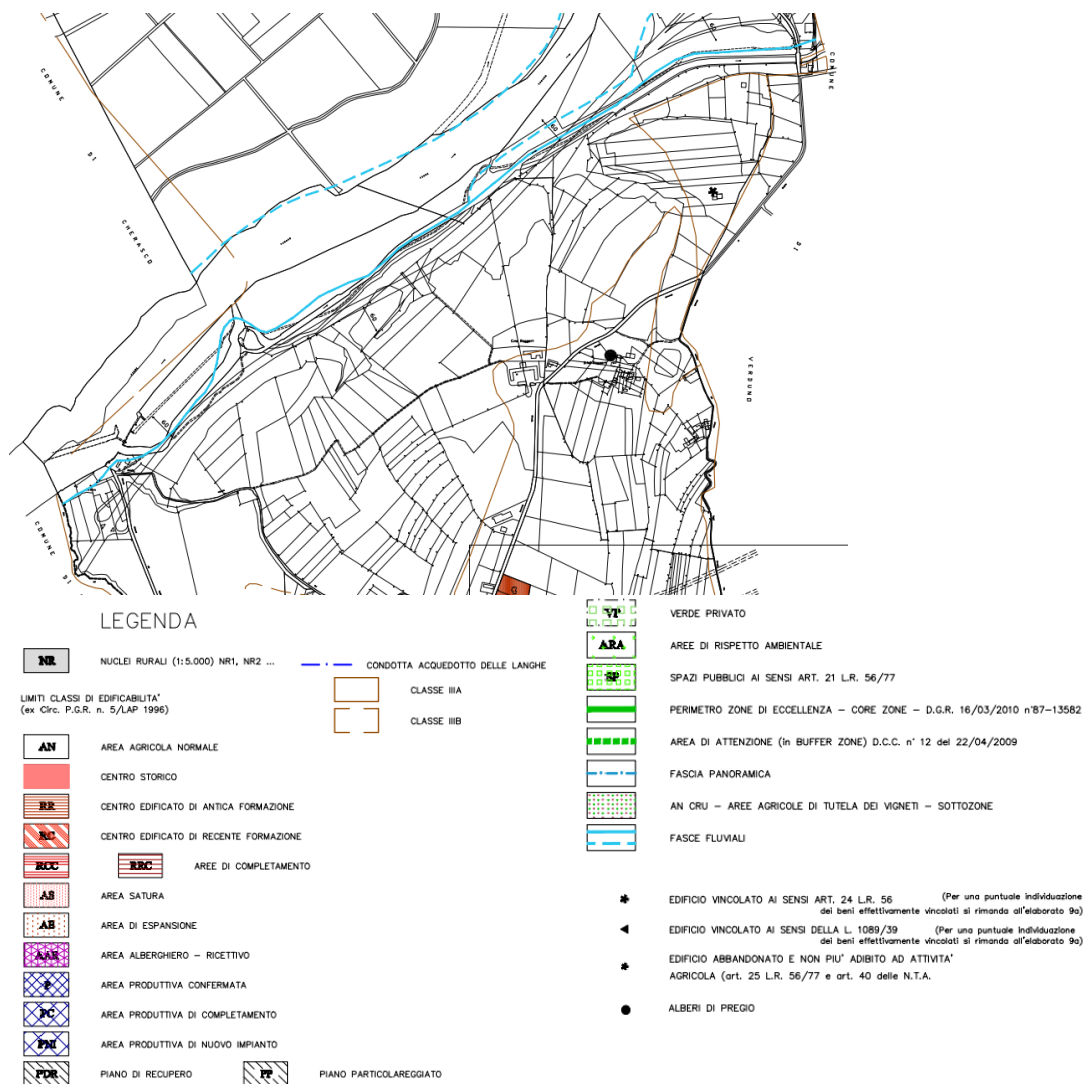 COMUNE
DI
CHERASCO
COMUNE
DI
VERDUNO
COMUNE
DI
60
60
60
60
LEGENDA
NR NUCLEI RURALI (1:5.000) NR1, NR2 ...
CONDOTTA ACQUEDOTTO DELLE LANGHE
LIMITI CLASSI DI EDIFICABILITA'
(ex Circ. P.G.R. n. 5/LAP 1996)
CLASSE IIIA
CLASSE IIIB
AN AREA AGRICOLA NORMALE
CENTRO STORICO
RR CENTRO EDIFICATO DI ANTICA FORMAZIONE
RC CENTRO EDIFICATO DI RECENTE FORMAZIONE
RCC RRC AREE DI COMPLETAMENTO
AS AREA SATURA
AE AREA DI ESPANSIONE
AAR AREA ALBERGHIERO – RICETTIVO
P AREA PRODUTTIVA CONFERMATA
PC AREA PRODUTTIVA DI COMPLETAMENTO
PNI AREA PRODUTTIVA DI NUOVO IMPIANTO
PDR PIANO DI RECUPERO
PP PIANO PARTICOLAREGGIATO
VP VERDE PRIVATO
ARA AREE DI RISPETTO AMBIENTALE
SP SPAZI PUBBLICI AI SENSI ART. 21 L.R. 56/77
PERIMETRO ZONE DI ECCELLENZA – CORE ZONE – D.G.R. 16/03/2010 n°87–13582
AREA DI ATTENZIONE (in BUFFER ZONE) D.C.C. n° 12 del 22/04/2009
FASCIA PANORAMICA
AN CRU – AREE AGRICOLE DI TUTELA DEI VIGNETI – SOTTOZONE
FASCE FLUVIALI
EDIFICIO VINCOLATO AI SENSI ART. 24 L.R. 56 (Per una puntuale individuazione
dei beni effettivamente vincolati si rimanda all'elaborato 9a)
EDIFICIO VINCOLATO AI SENSI DELLA L. 1089/39 (Per una puntuale individuazione
dei beni effettivamente vincolati si rimanda all'elaborato 9a)
EDIFICIO ABBANDONATO E NON PIU' ADIBITO AD ATTIVITA'
AGRICOLA (art. 25 L.R. 56/77 e art. 40 delle N.T.A.
ALBERI DI PREGIO